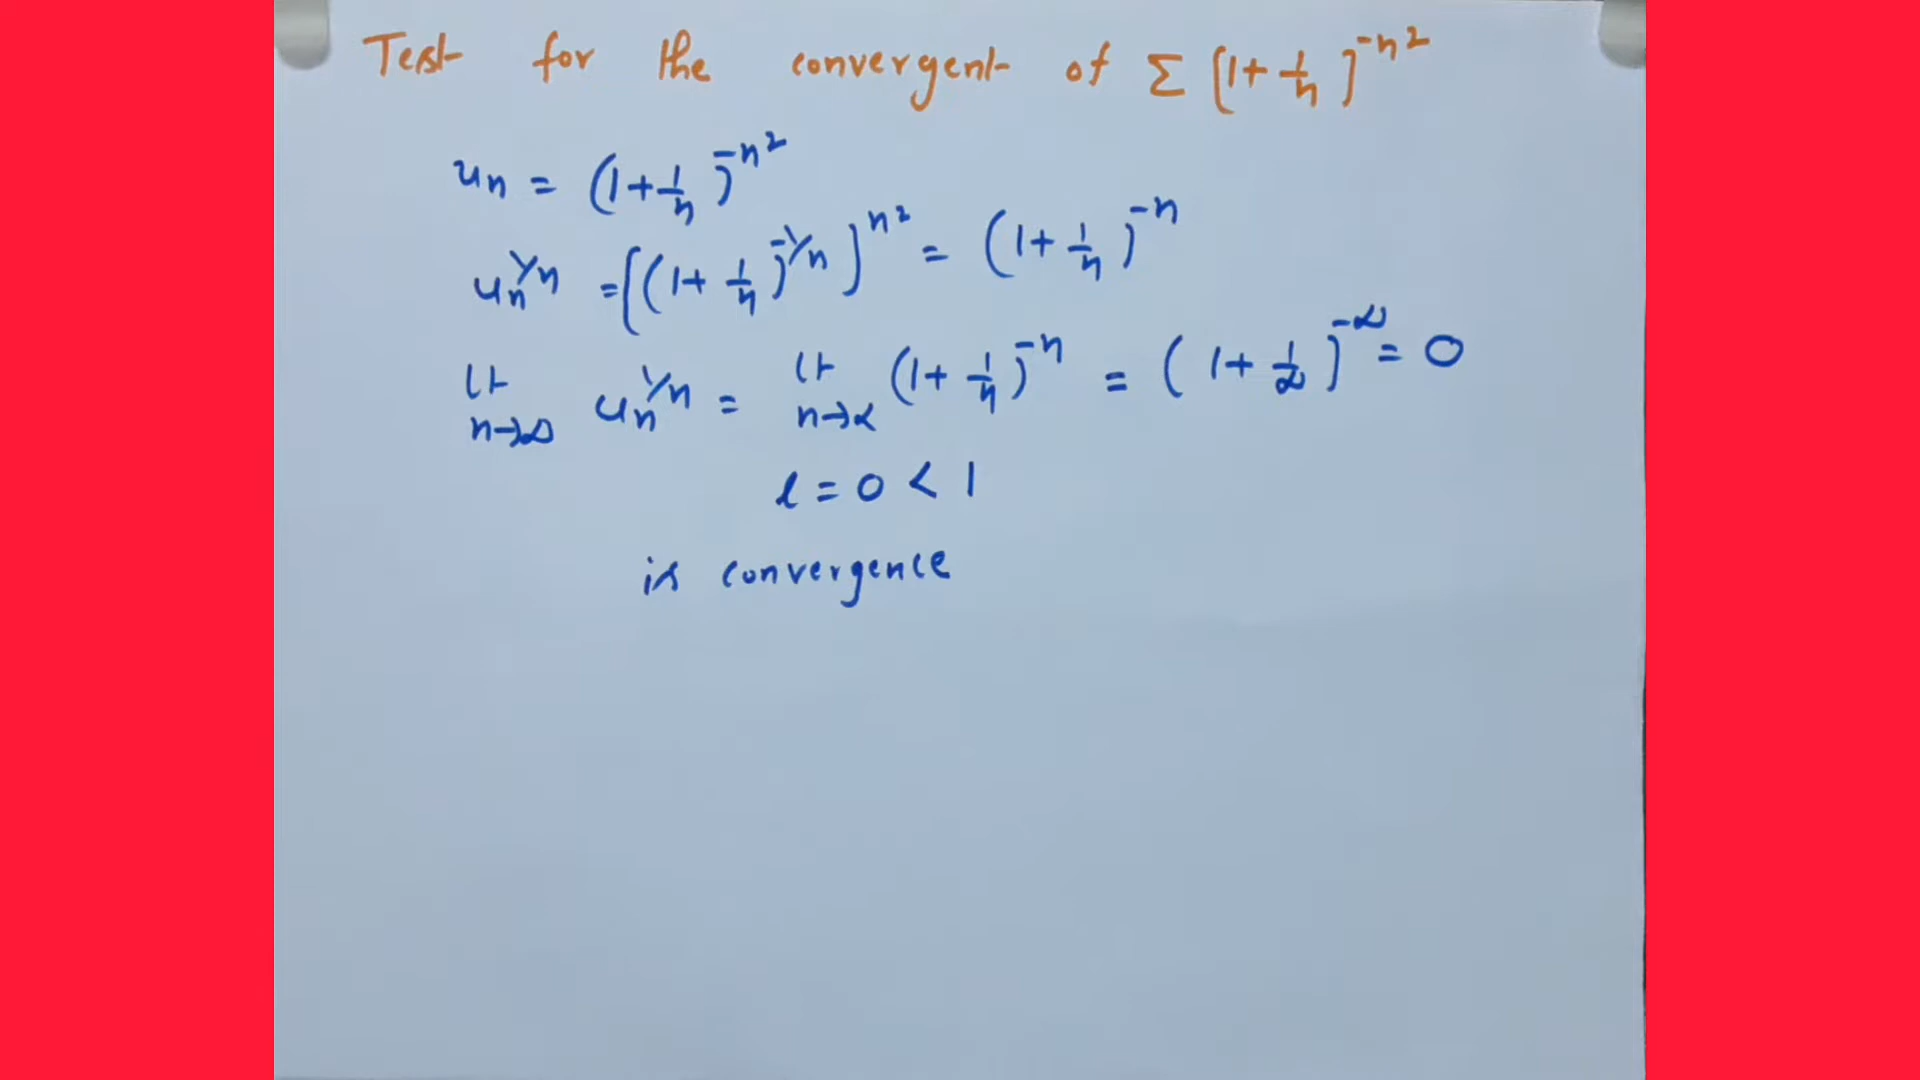 Test for the convergent of Σ [1+1/n]^-n²
un = (1+1/n)^-n²
un^1/n = [(1+1/n)^-1/n]^n² = (1+1/n)^-n
lt n→∞ un^1/n = lt n→∝ (1+1/n)^-n = (1+1/∞)^-∞ = 0
l = 0 < 1
is convergence